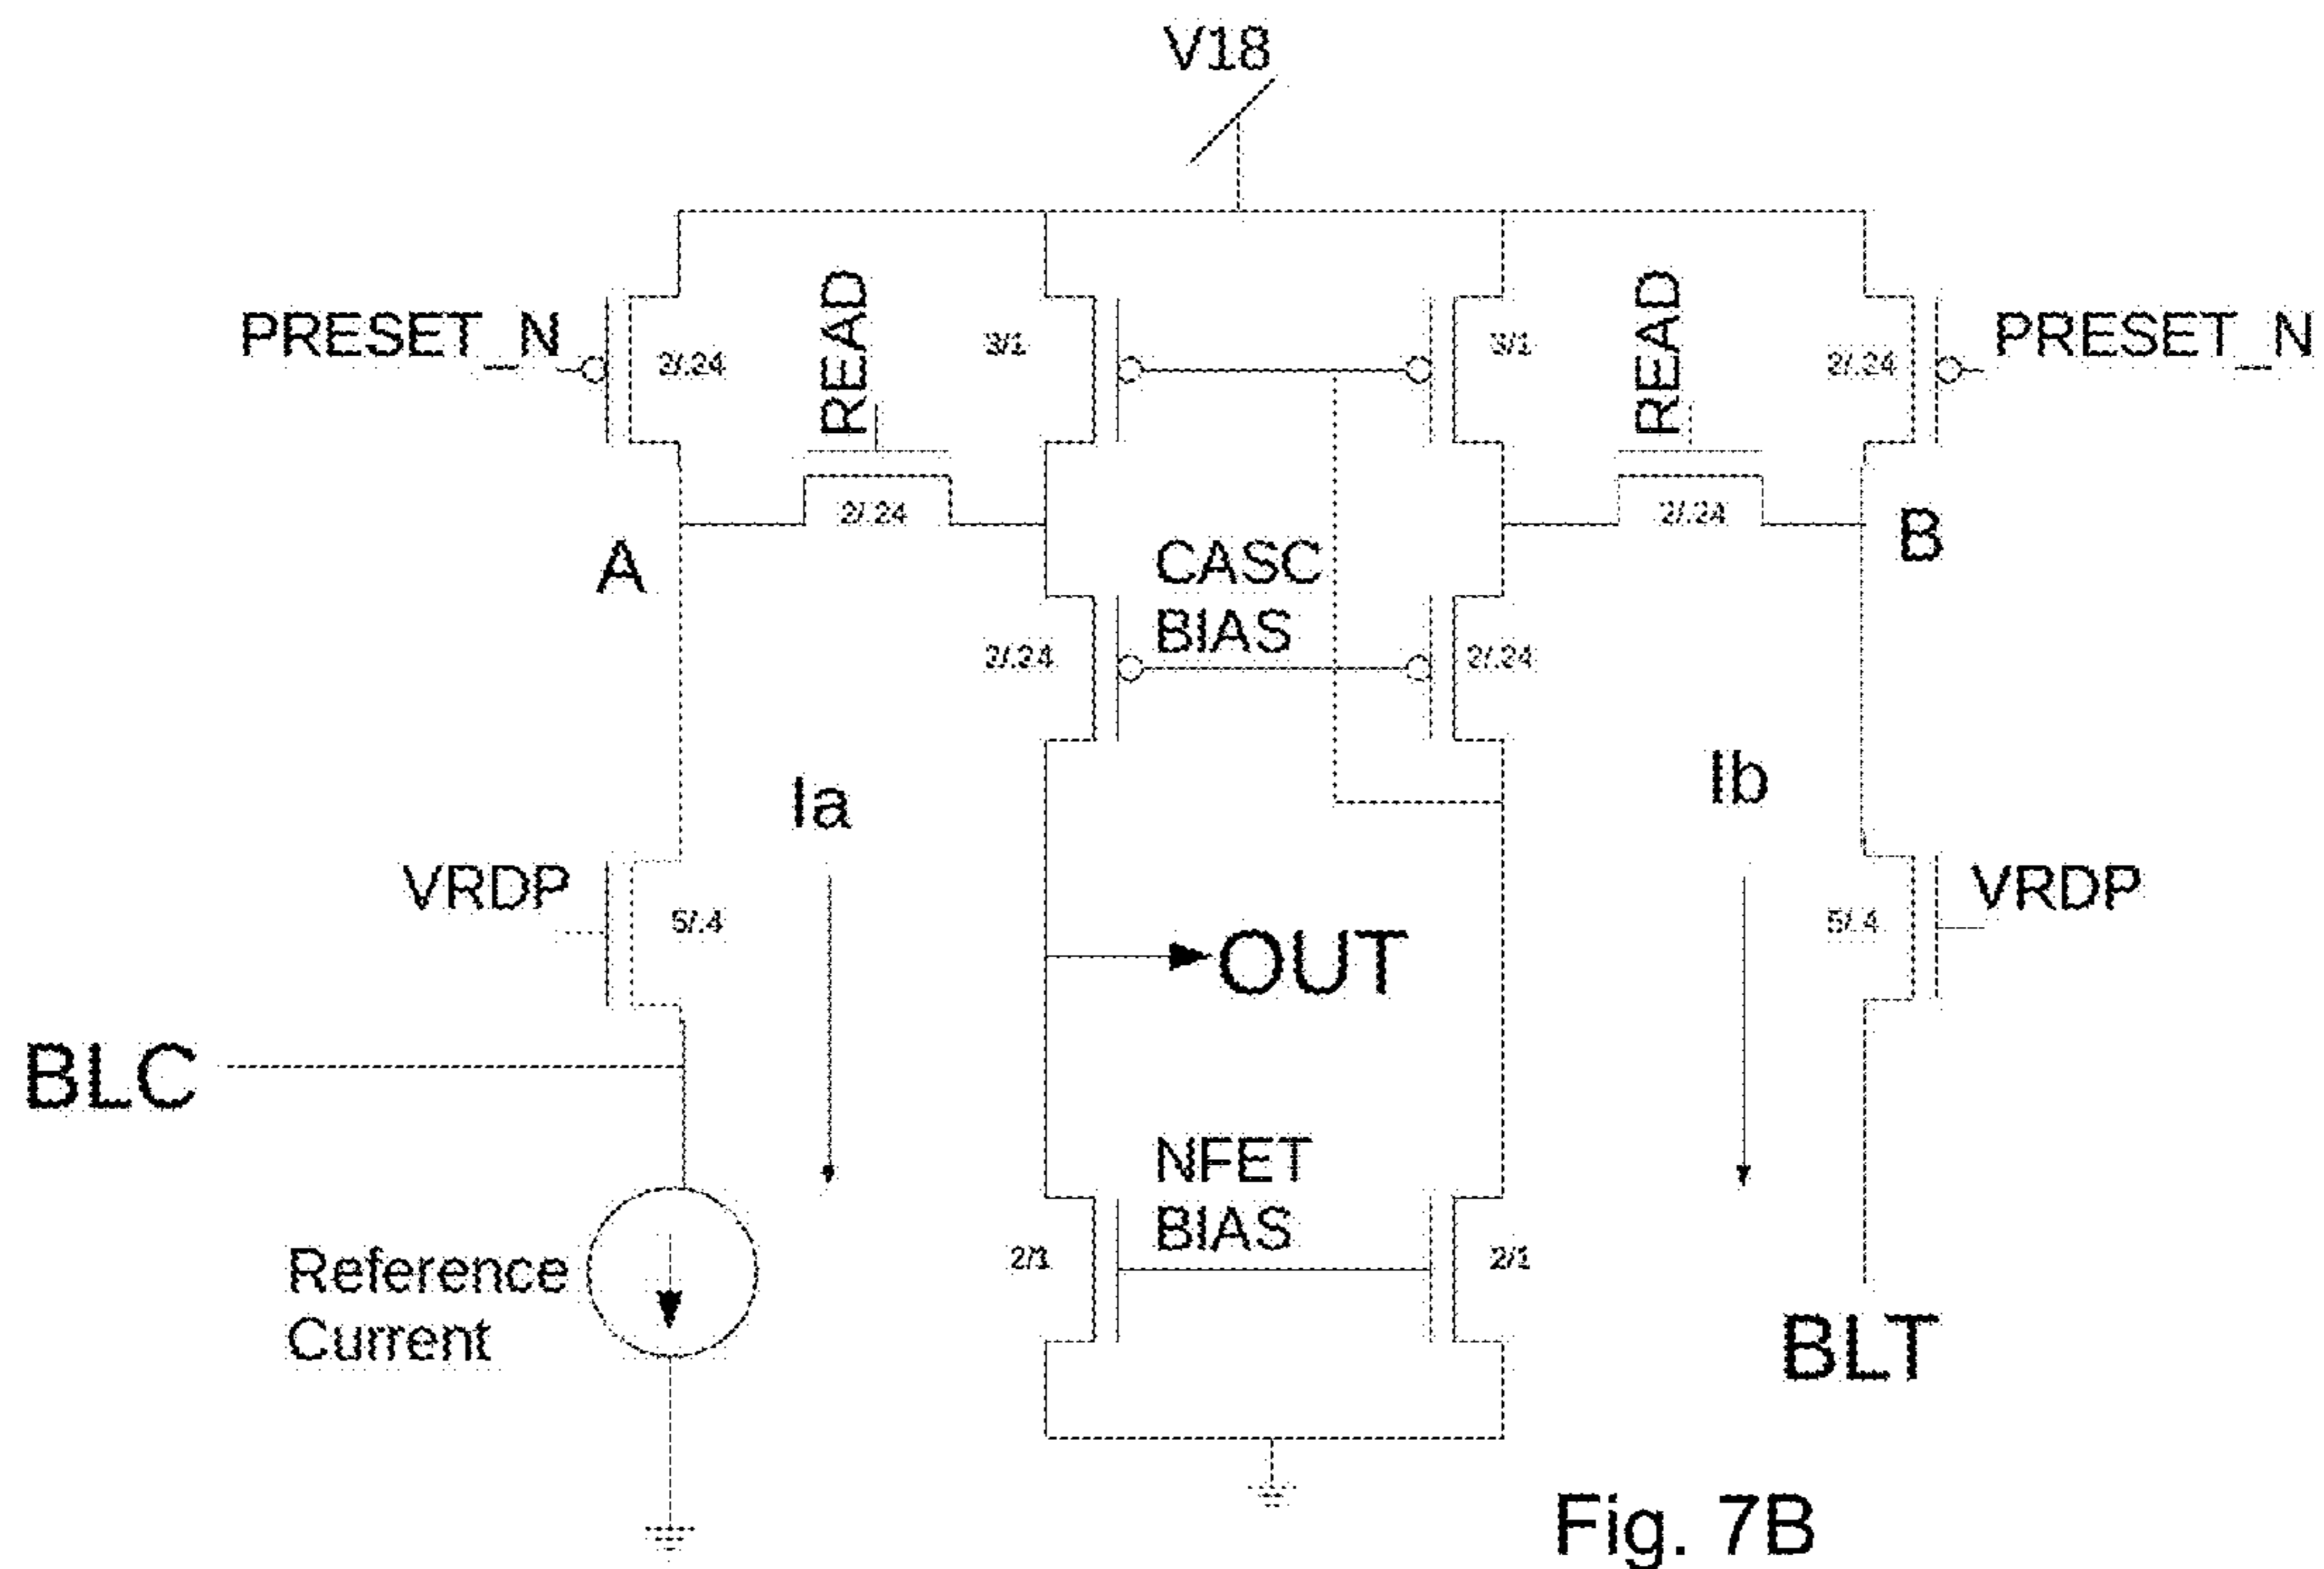 V18
PRESET_N
2/.24
READ
3/1
3/1
READ
2/.24
PRESET_N
2/.24
2/.24
A
B
CASC
BIAS
2/.24
2/.24
Ia
Ib
VRDP
5/.4
OUT
5/.4
VRDP
BLC
NFET
BIAS
2/1
2/1
Reference
Current
BLT
Fig. 7B